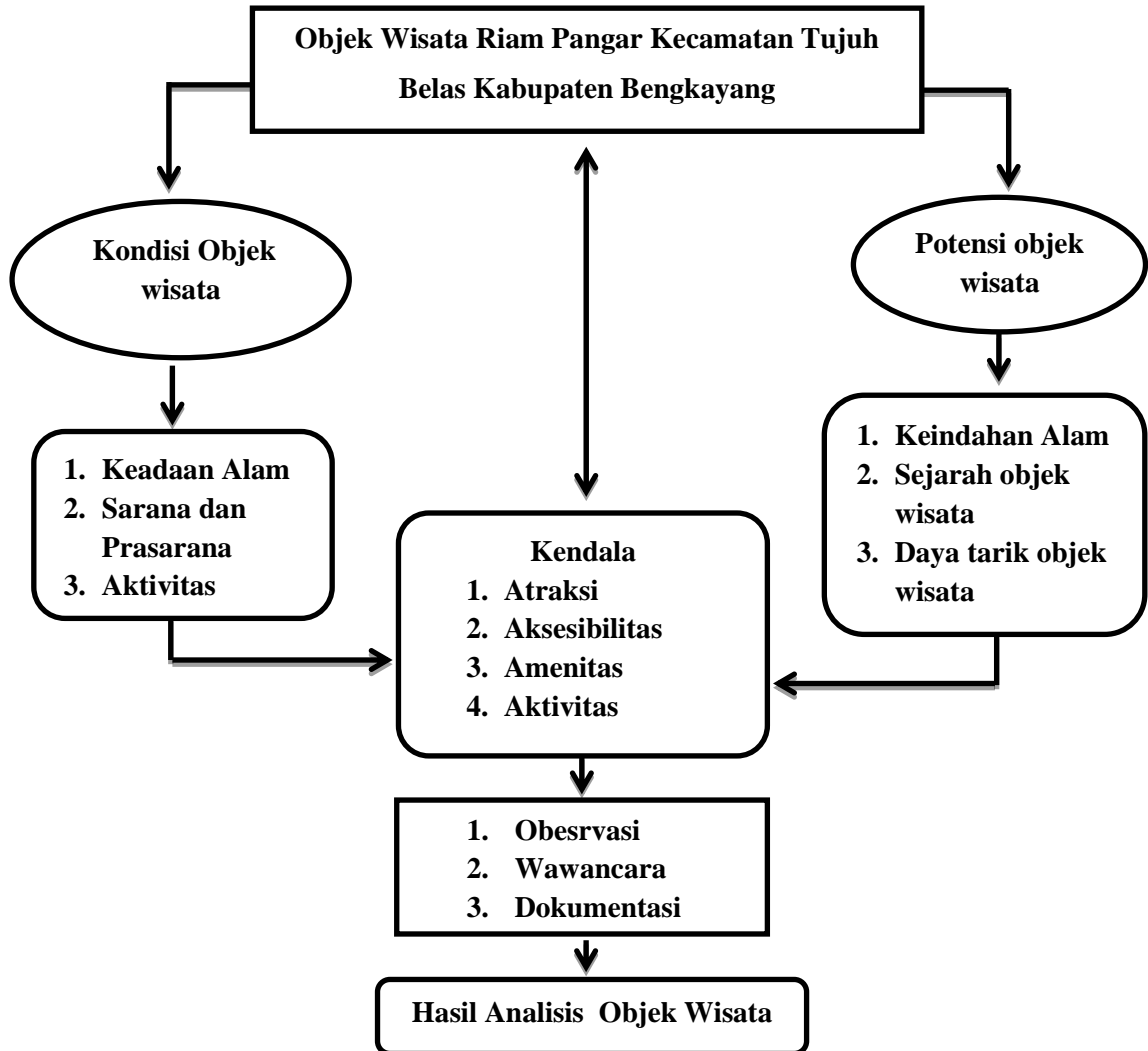 Objek Wisata Riam Pangar Kecamatan Tujuh
Belas Kabupaten Bengkayang
Kondisi Objek
wisata
Potensi objek
wisata
1. Keadaan Alam
2. Sarana dan
Prasarana
3. Aktivitas
1. Keindahan Alam
2. Sejarah objek
wisata
3. Daya tarik objek
wisata
Kendala
1. Atraksi
2. Aksesibilitas
3. Amenitas
4. Aktivitas
1. Obesrvasi
2. Wawancara
3. Dokumentasi
Hasil Analisis Objek Wisata